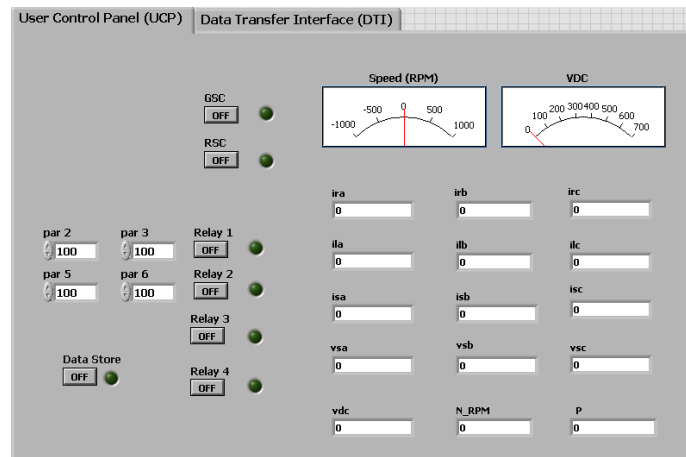 User Control Panel (UCP) Data Transfer Interface (DTI)
Speed (RPM) VDC
GSC
OFF
-1000 -500 0 500 1000
0 100 200 300 400 500 600 700
RSC
OFF
ira irb irc
0 0 0
par 2 par 3 Relay 1
100 100 OFF
ila ilb ilc
0 0 0
par 5 par 6 Relay 2
100 100 OFF
isa isb isc
0 0 0
Relay 3
OFF
vsa vsb vsc
0 0 0
Data Store
OFF
Relay 4
OFF
vdc N_RPM P
0 0 0